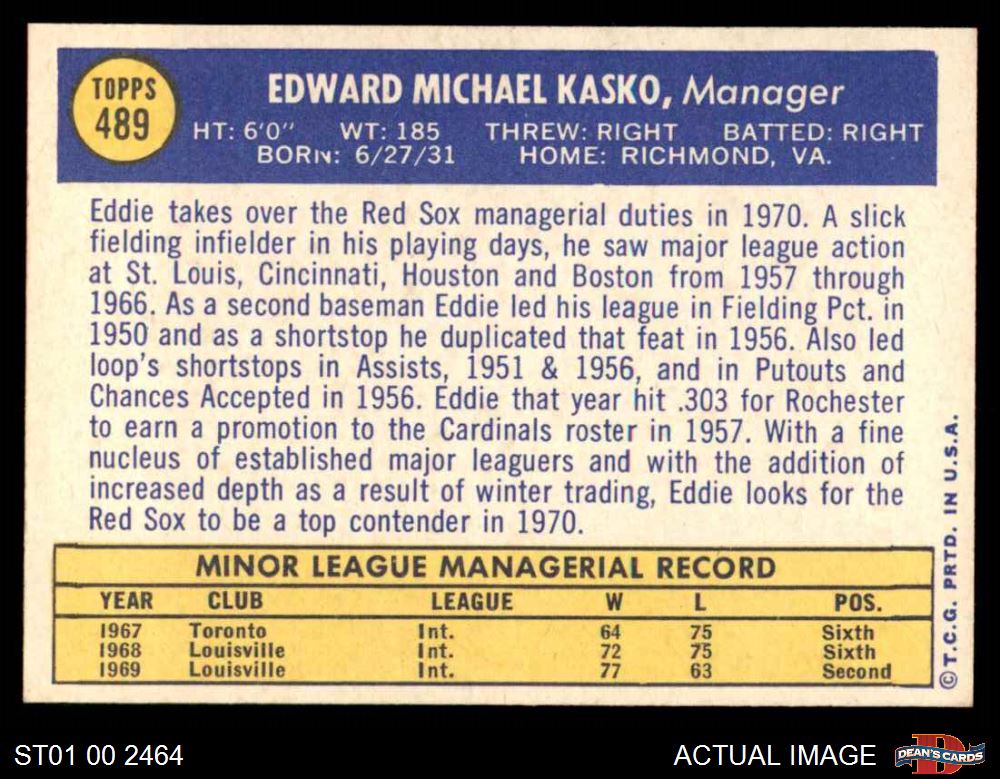 TOPPS
489
EDWARD MICHAEL KASKO, Manager
HT: 6'0" WT: 185 THREW: RIGHT BATTED: RIGHT
BORN: 6/27/31 HOME: RICHMOND, VA.
Eddie takes over the Red Sox managerial duties in 1970. A slick
fielding infielder in his playing days, he saw major league action
at St. Louis, Cincinnati, Houston and Boston from 1957 through
1966. As a second baseman Eddie led his league in Fielding Pct. in
1950 and as a shortstop he duplicated that feat in 1956. Also led
loop's shortstops in Assists, 1951 & 1956, and in Putouts and
Chances Accepted in 1956. Eddie that year hit .303 for Rochester
to earn a promotion to the Cardinals roster in 1957. With a fine
nucleus of established major leaguers and with the addition of
increased depth as a result of winter trading, Eddie looks for the
Red Sox to be a top contender in 1970.
MINOR LEAGUE MANAGERIAL RECORD
YEAR CLUB LEAGUE W L POS.
1967 Toronto Int. 64 75 Sixth
1968 Louisville Int. 72 75 Sixth
1969 Louisville Int. 77 63 Second
©T.C.G. PRTD. IN U.S.A.
ST01 00 2464
ACTUAL IMAGE
D
DEAN'S CARDS